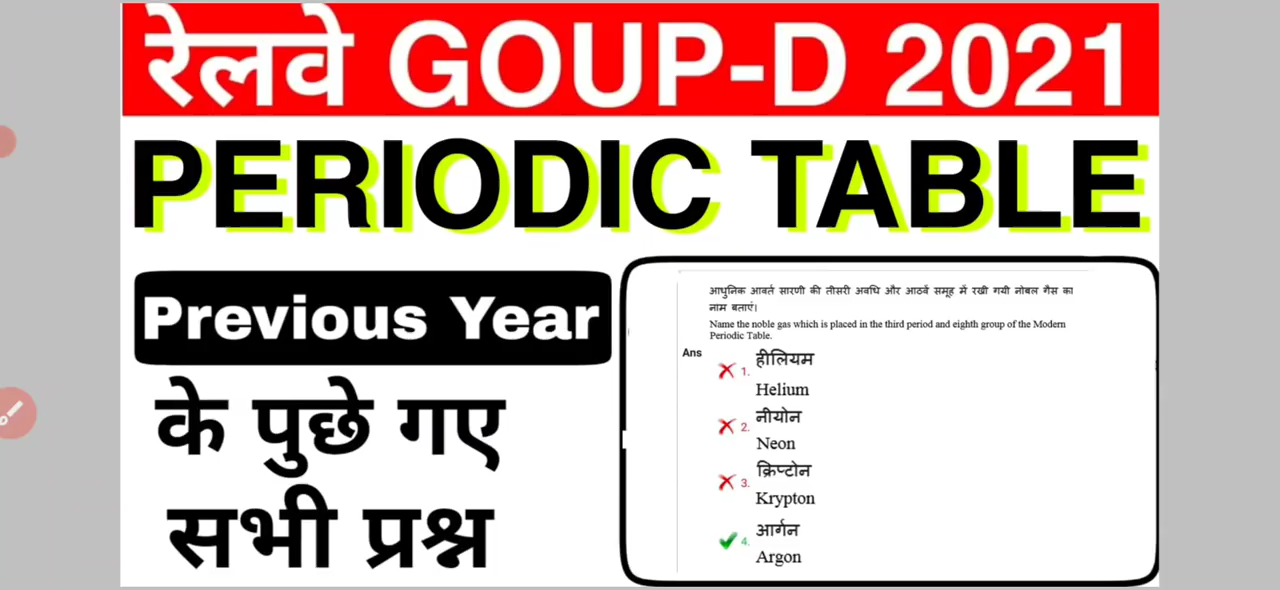 रेलवे GOUP-D 2021
PERIODIC TABLE
Previous Year
के पुछे गए
सभी प्रश्न
आधुनिक आवर्त सारणी की तीसरी अवधि और आठवें समूह में रखी गयी नोबल गैस का
नाम बताएं।
Name the noble gas which is placed in the third period and eighth group of the Modern
Periodic Table.
Ans
1. हीलियम
Helium
2. नीयोन
Neon
3. क्रिप्टोन
Krypton
4. आर्गन
Argon